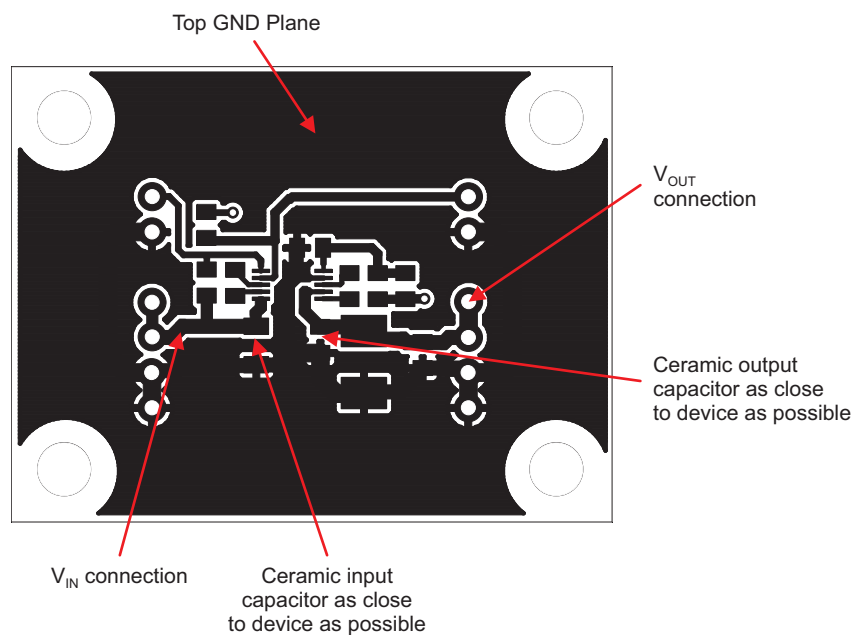 Top GND Plane
VOUT
connection
Ceramic output
capacitor as close
to device as possible
VIN connection
Ceramic input
capacitor as close
to device as possible